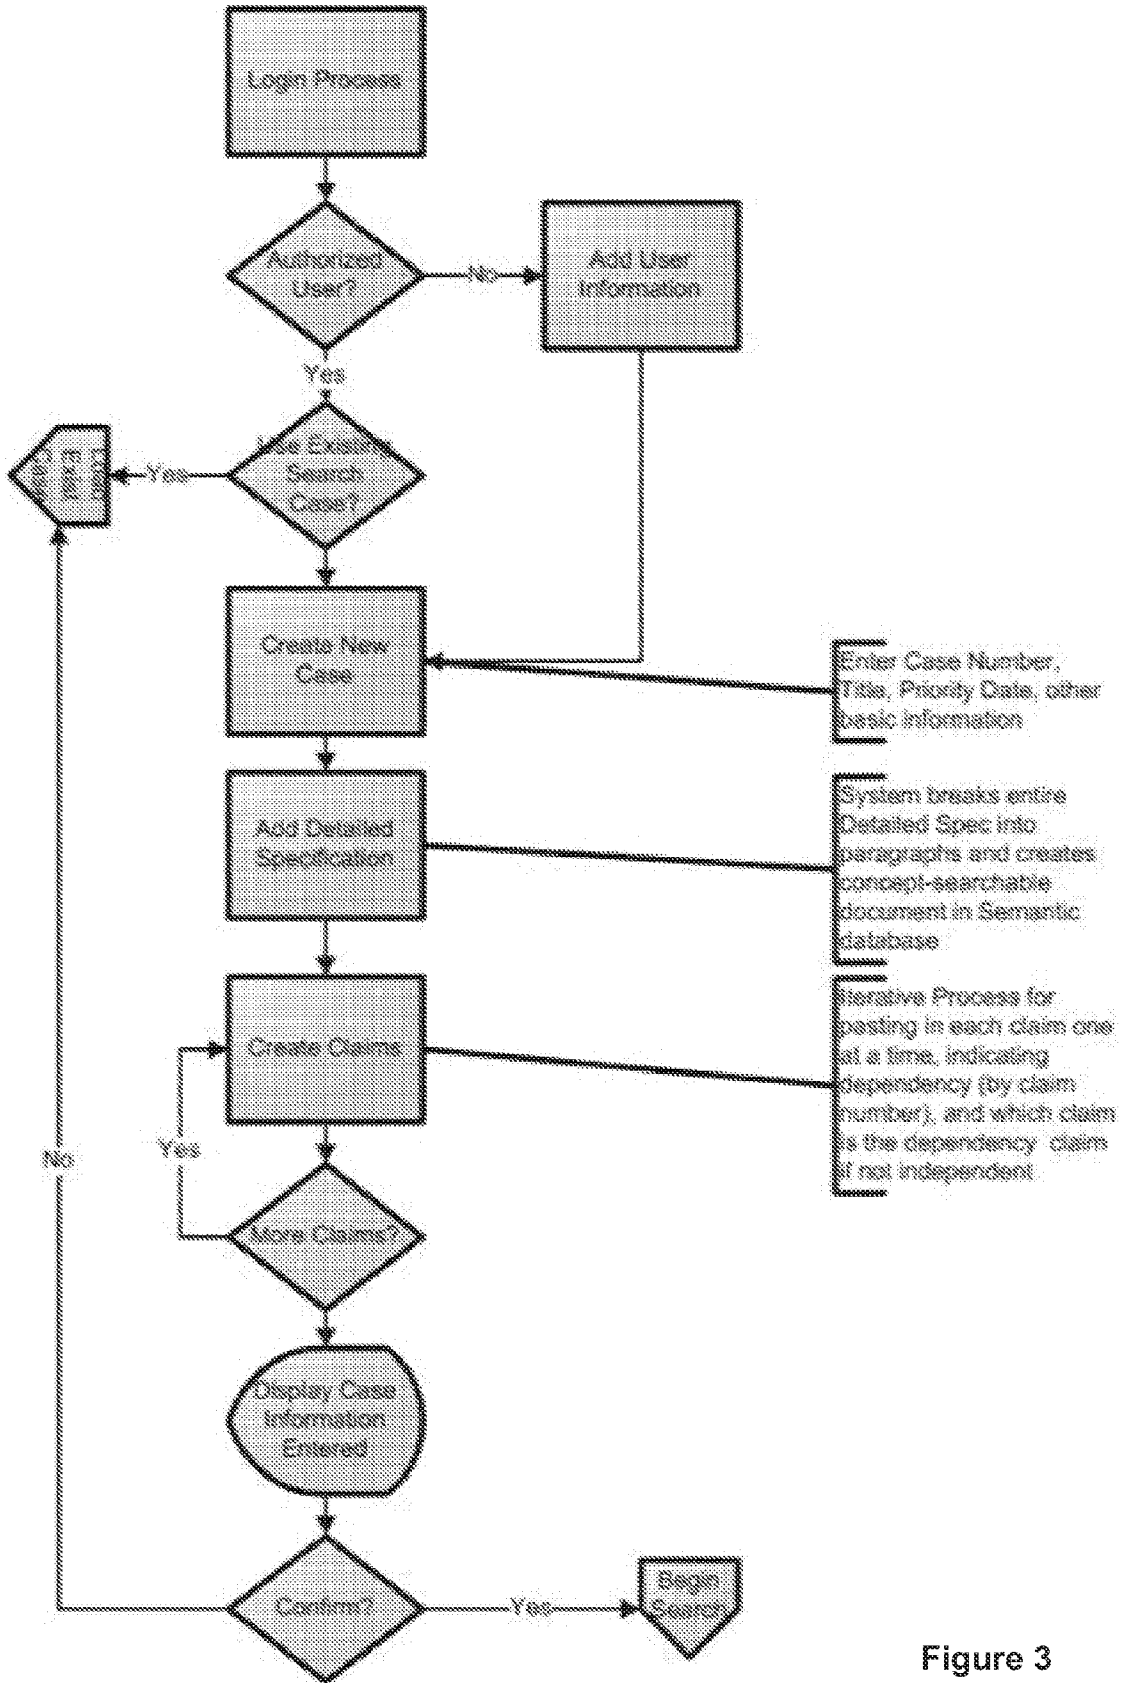 Login Process
Authorized
User?
No
Add User
Information
Yes
Use Existing
Search
Case?
Yes
Create New
Case
Enter Case Number,
Title, Priority Date, other
basic information
Add Detailed
Specification
System breaks entire
Detailed Spec into
paragraphs and creates
concept-searchable
document in Semantic
database
Create Claims
Iterative Process for
pasting in each claim one
at a time, indicating
dependency (by claim
number), and which claim
is the dependency claim
if not independent
Yes
No
More Claims?
Display Case
Information
Entered
Confirm?
Yes
Begin
Search
Figure 3